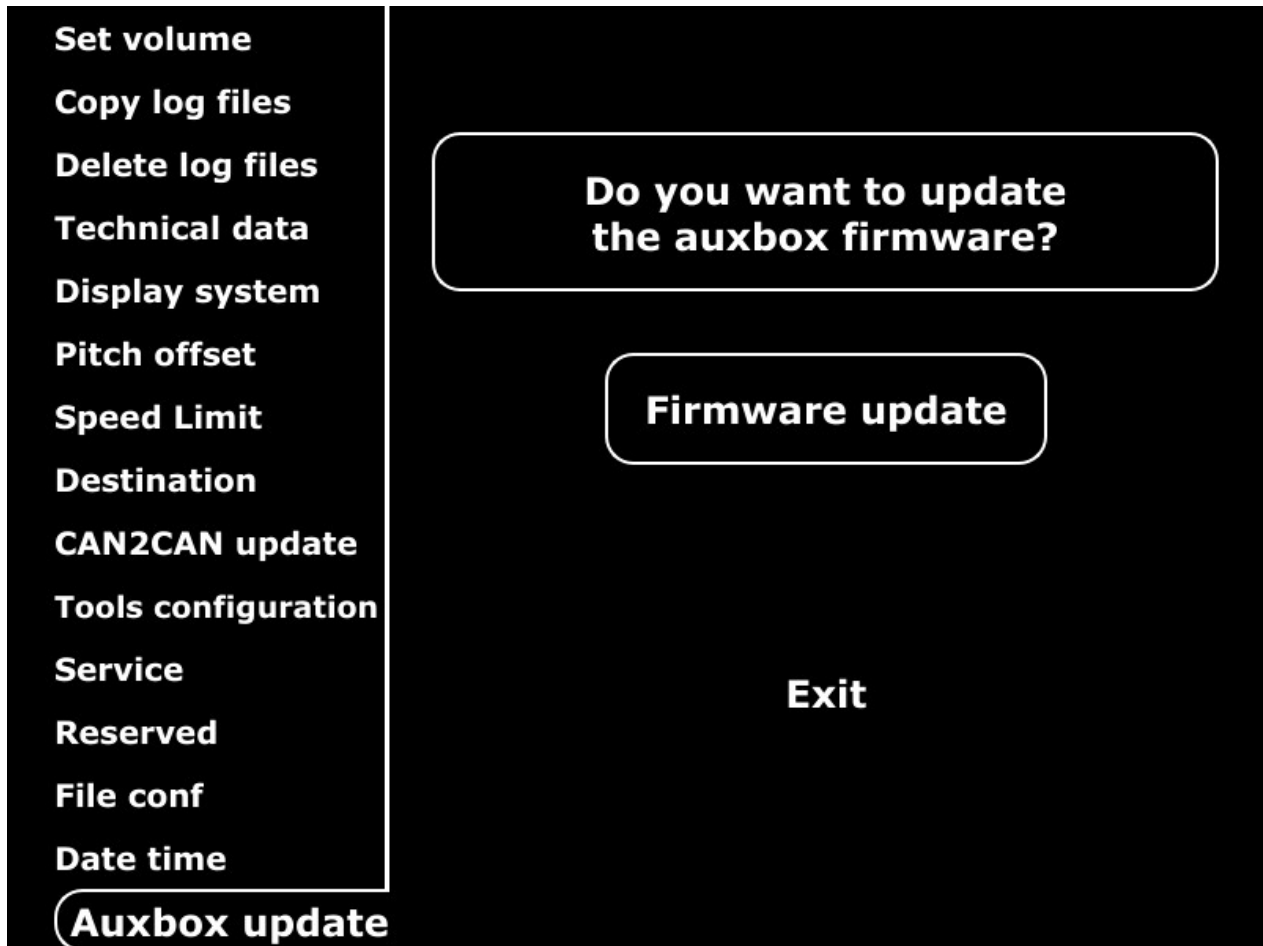 Set volume
Copy log files
Delete log files
Technical data
Display system
Pitch offset
Speed Limit
Destination
CAN2CAN update
Tools configuration
Service
Reserved
File conf
Date time
Auxbox update
Do you want to update
the auxbox firmware?
Firmware update
Exit